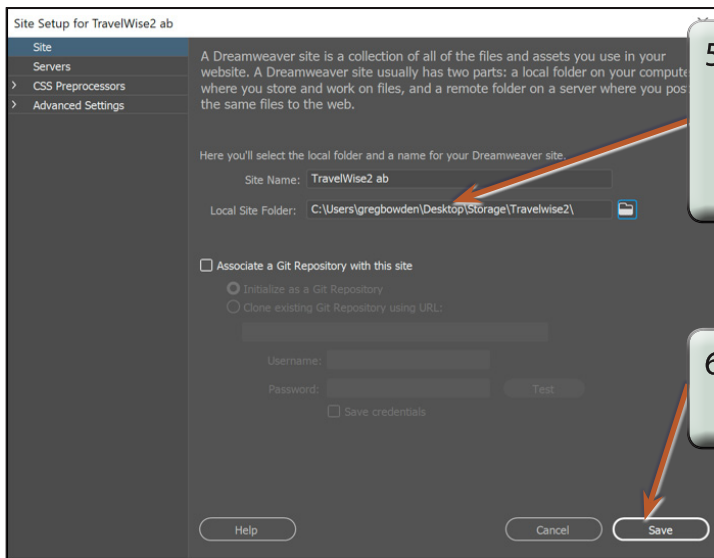 Site Setup for TravelWise2 ab
Site
Servers
> CSS Preprocessors
> Advanced Settings
A Dreamweaver site is a collection of all of the files and assets you use in your
website. A Dreamweaver site usually has two parts: a local folder on your compute
where you store and work on files, and a remote folder on a server where you pos
the same files to the web.
Here you'll select the local folder and a name for your Dreamweaver site.
Site Name: TravelWise2 ab
Local Site Folder: C:\Users\gregbowden\Desktop\Storage\Travelwise2\
Associate a Git Repository with this site
Initialize as a Git Repository
Clone existing Git Repository using URL:
Username:
Password:
Test
Save credentials
Help
Cancel
Save
5
6